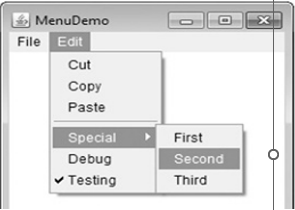 MenuDemo
File Edit
Cut
Copy
Paste
Special First
Debug Second
Testing Third